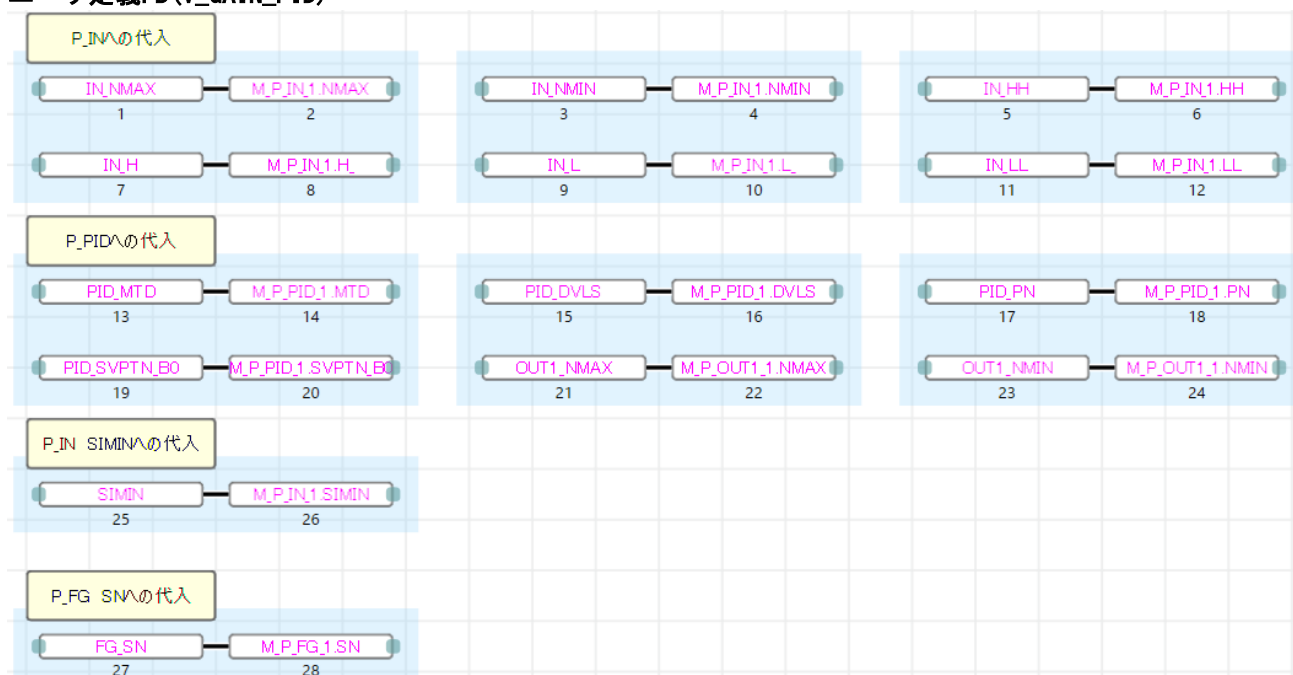 P_INへの代入
IN_NMAX M_P_IN_1.NMAX IN_NMIN M_P_IN_1.NMIN IN_HH M_P_IN_1.HH
1 2 3 4 5 6
IN_H M_P_IN_1.H_ IN_L M_P_IN_1.L_ IN_LL M_P_IN_1.LL
7 8 9 10 11 12
P_PIDへの代入
PID_MTD M_P_PID_1.MTD PID_DVLS M_P_PID_1.DVLS PID_PN M_P_PID_1.PN
13 14 15 16 17 18
PID_SVPTN_B0 M_P_PID_1.SVPTN_B0 OUT1_NMAX M_P_OUT1_1.NMAX OUT1_NMIN M_P_OUT1_1.NMIN
19 20 21 22 23 24
P_IN SIMINへの代入
SIMIN M_P_IN_1.SIMIN
25 26
P_FG SNへの代入
FG_SN M_P_FG_1.SN
27 28